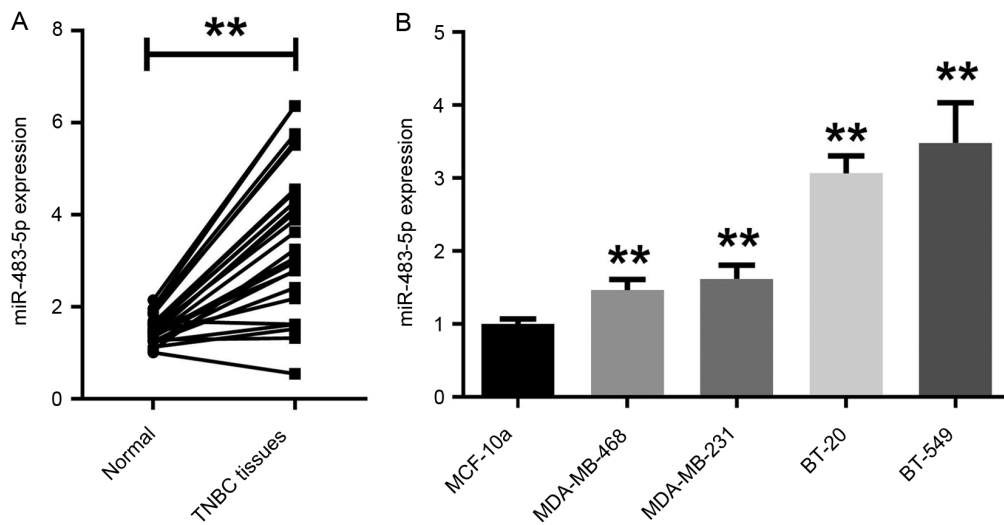 A
**
miR-483-5p expression
8
6
4
2
0
Normal
TNBC tissues
B
miR-483-5p expression
5
4
3
2
1
0
**
**
**
**
MCF-10a
MDA-MB-468
MDA-MB-231
BT-20
BT-549